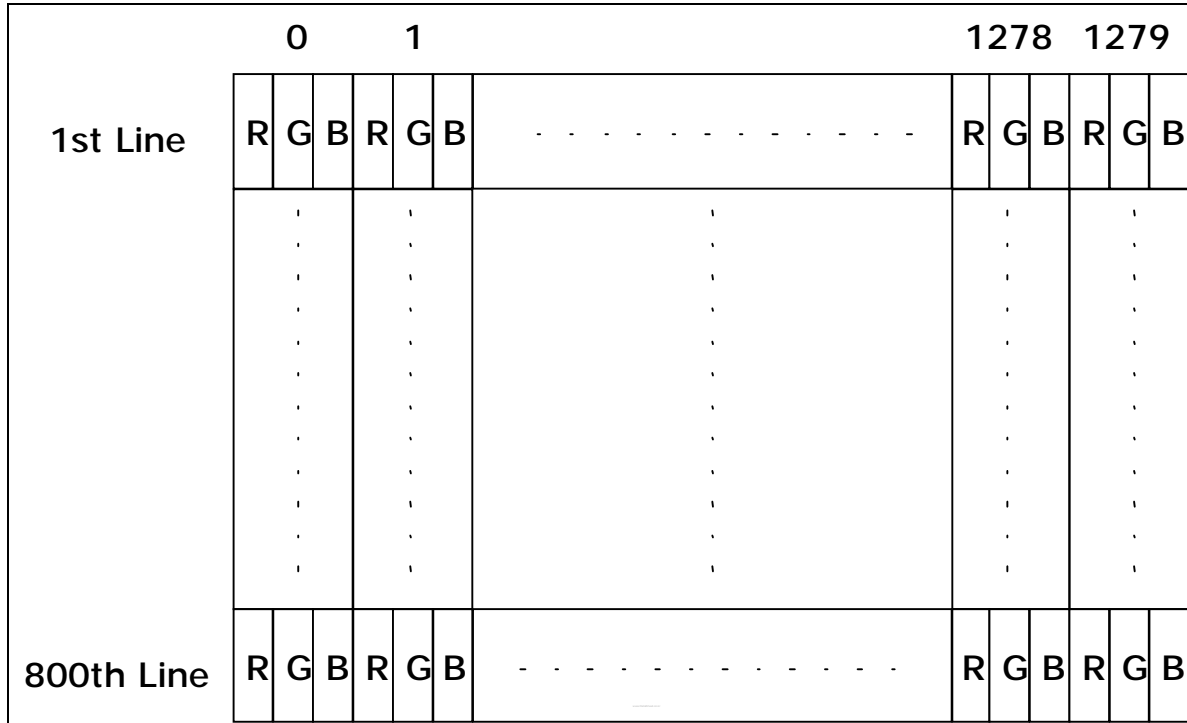 0 1 1278 1279
1st Line R G B R G B - - - - - - - - - - - - R G B R G B
800th Line R G B R G B - - - - - - - - - - - - R G B R G B